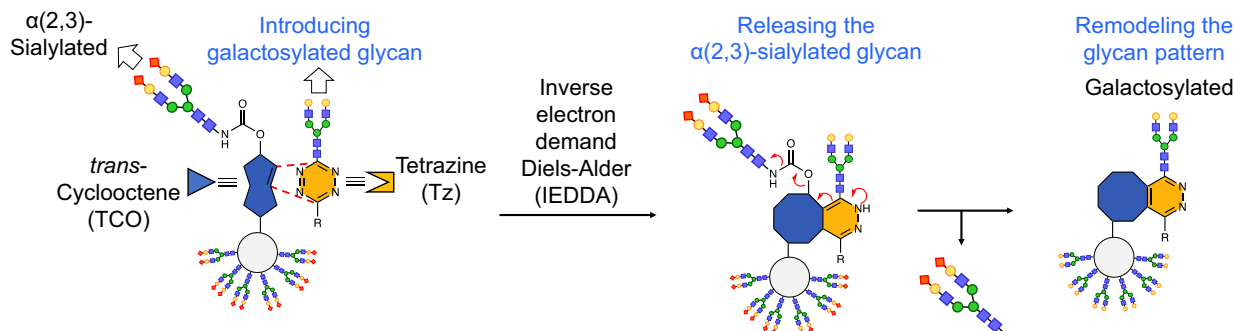 α(2,3)-
Sialylated
Introducing
galactosylated glycan
O
N
H
O
trans-
Cyclooctene
(TCO)
N
N
N
N
R
Tetrazine
(Tz)
Inverse
electron
demand
Diels-Alder
(IEDDA)
Releasing the
α(2,3)-sialylated glycan
O
N
H
O
NH
N
R
Remodeling the
glycan pattern
Galactosylated
N
N
R